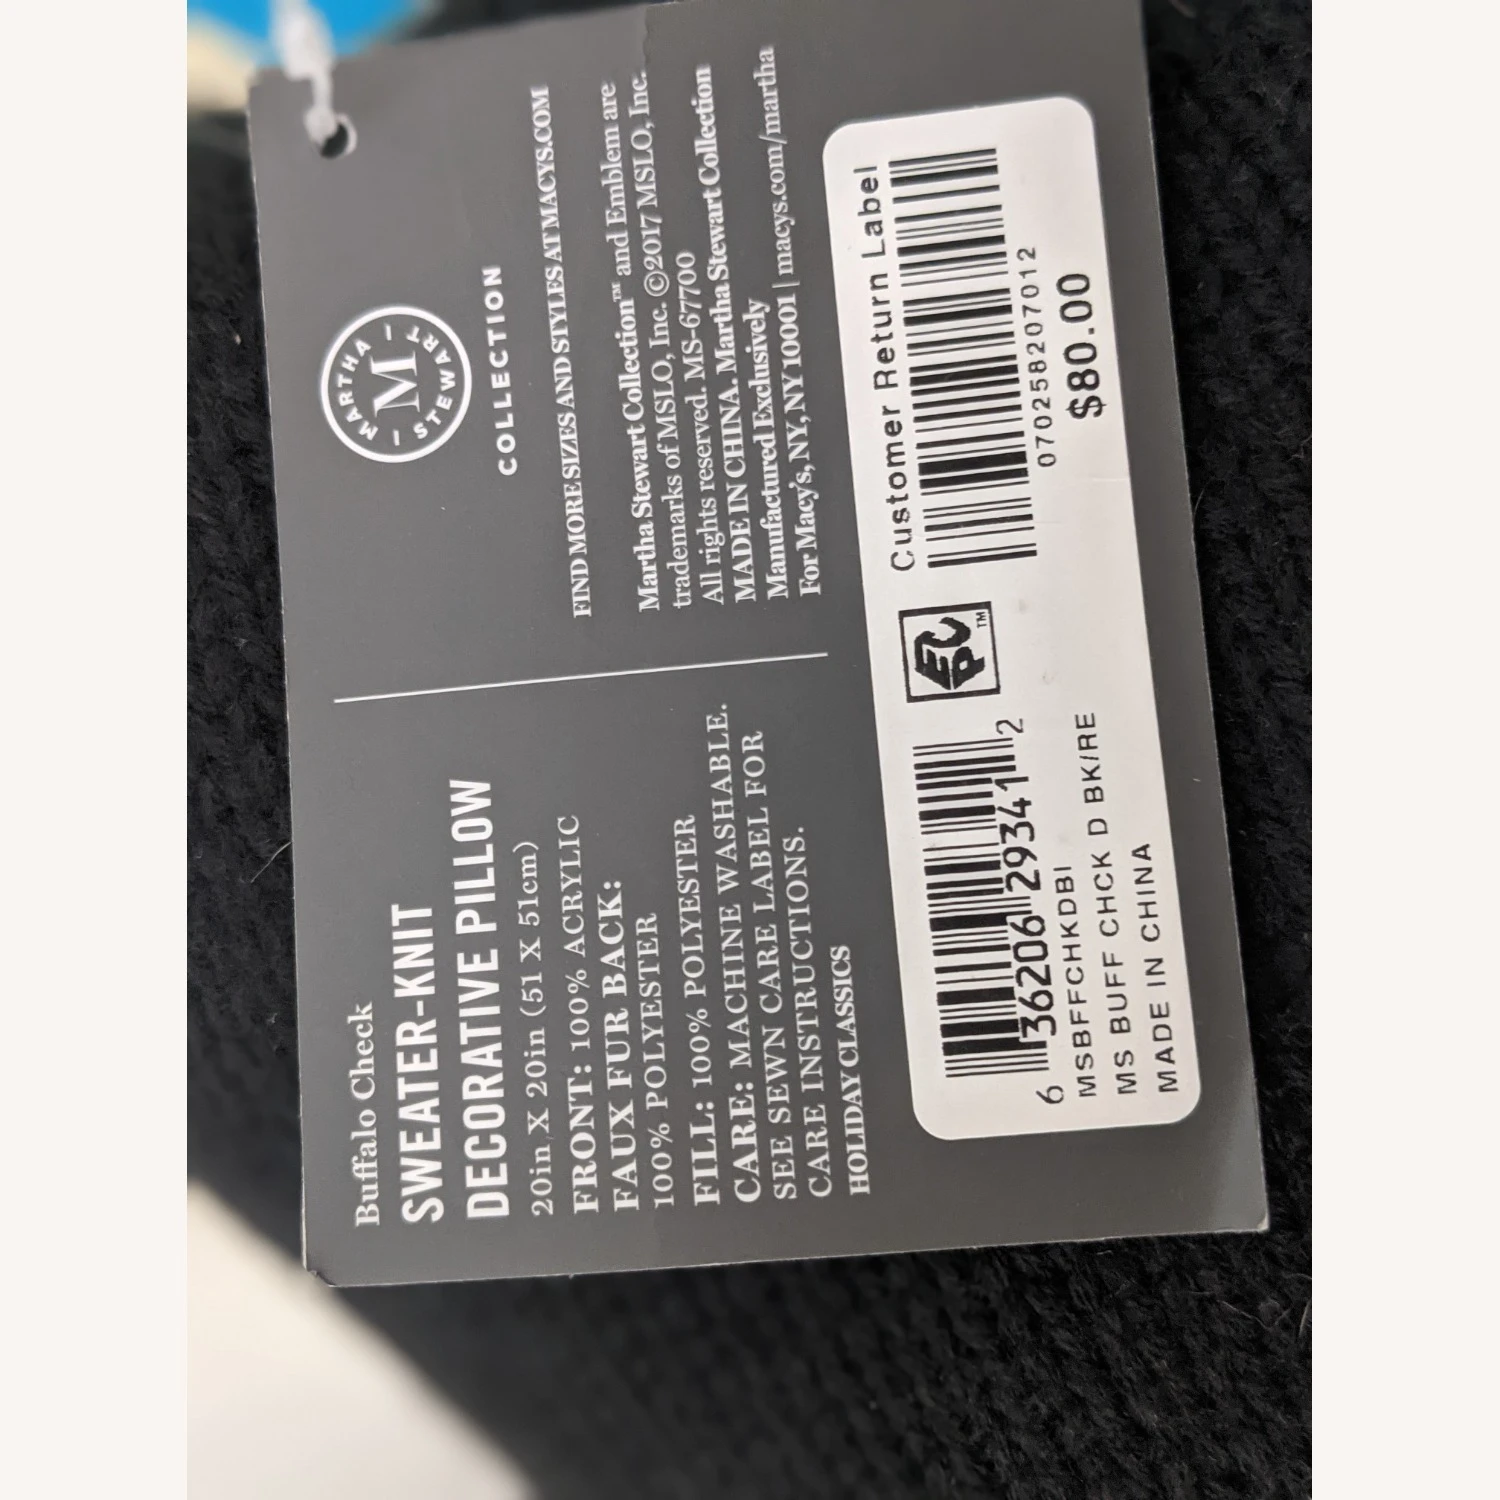 Buffalo Check
SWEATER-KNIT
DECORATIVE PILLOW
20in X 20in (51 X 51cm)
FRONT: 100% ACRYLIC
FAUX FUR BACK:
100% POLYESTER
FILL: 100% POLYESTER
CARE: MACHINE WASHABLE.
SEE SEWN CARE LABEL FOR
CARE INSTRUCTIONS.
HOLIDAY CLASSICS
MARTHA
M
STEWART
COLLECTION
FIND MORE SIZES AND STYLES AT MACYS.COM
Martha Stewart Collection™ and Emblem are
trademarks of MSLO, Inc. ©2017 MSLO, Inc.
All rights reserved. MS-67700
MADE IN CHINA. Martha Stewart Collection
Manufactured Exclusively
For Macy's, NY, NY 10001 | macys.com/martha
6 36206 29341 2
MSBFFCHKDBI
MS BUFF CHCK D BK/RE
MADE IN CHINA
EPC™
Customer Return Label
070258207012
$80.00